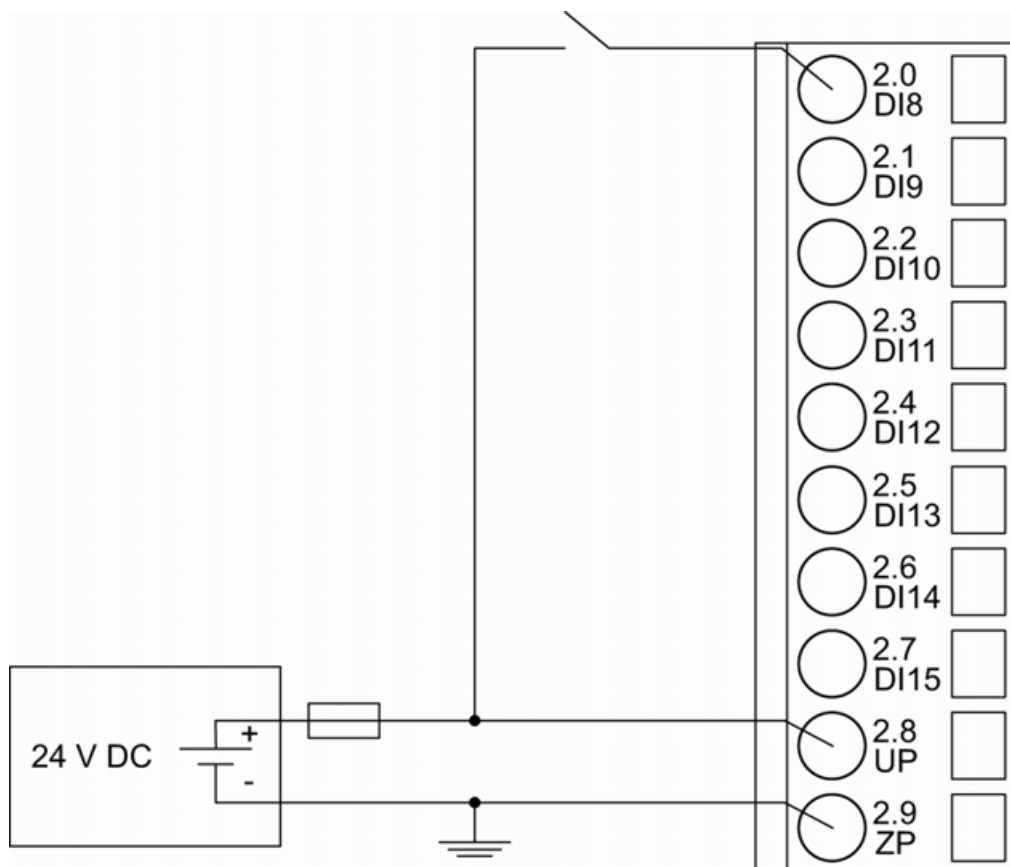 2.0
DI8
2.1
DI9
2.2
DI10
2.3
DI11
2.4
DI12
2.5
DI13
2.6
DI14
2.7
DI15
24 V DC
+
-
2.8
UP
2.9
ZP